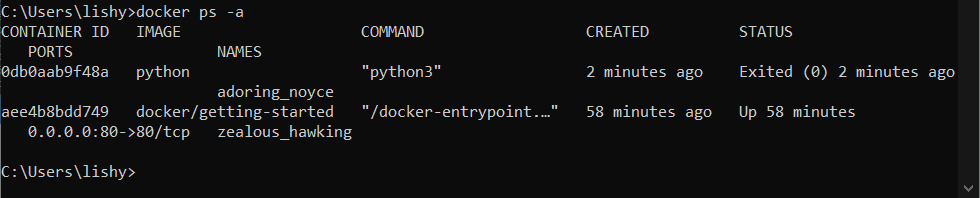 C:\Users\lishy>docker ps -a
CONTAINER ID   IMAGE                    COMMAND                  CREATED          STATUS
   PORTS                NAMES
0db0aab9f48a   python                   "python3"                2 minutes ago    Exited (0) 2 minutes ago
                        adoring_noyce
aee4b8bdd749   docker/getting-started   "/docker-entrypoint.…"   58 minutes ago   Up 58 minutes
   0.0.0.0:80->80/tcp   zealous_hawking
C:\Users\lishy>